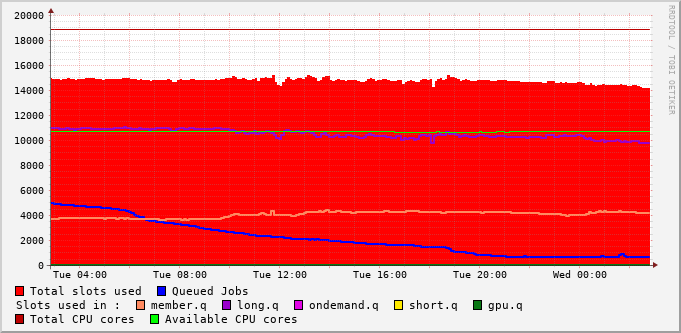 RRDTOOL / TOBI OETIKER
20000
18000
16000
14000
12000
10000
8000
6000
4000
2000
0
Tue 04:00 Tue 08:00 Tue 12:00 Tue 16:00 Tue 20:00 Wed 00:00
Total slots used Queued Jobs
Slots used in : member.q long.q ondemand.q short.q gpu.q
Total CPU cores Available CPU cores